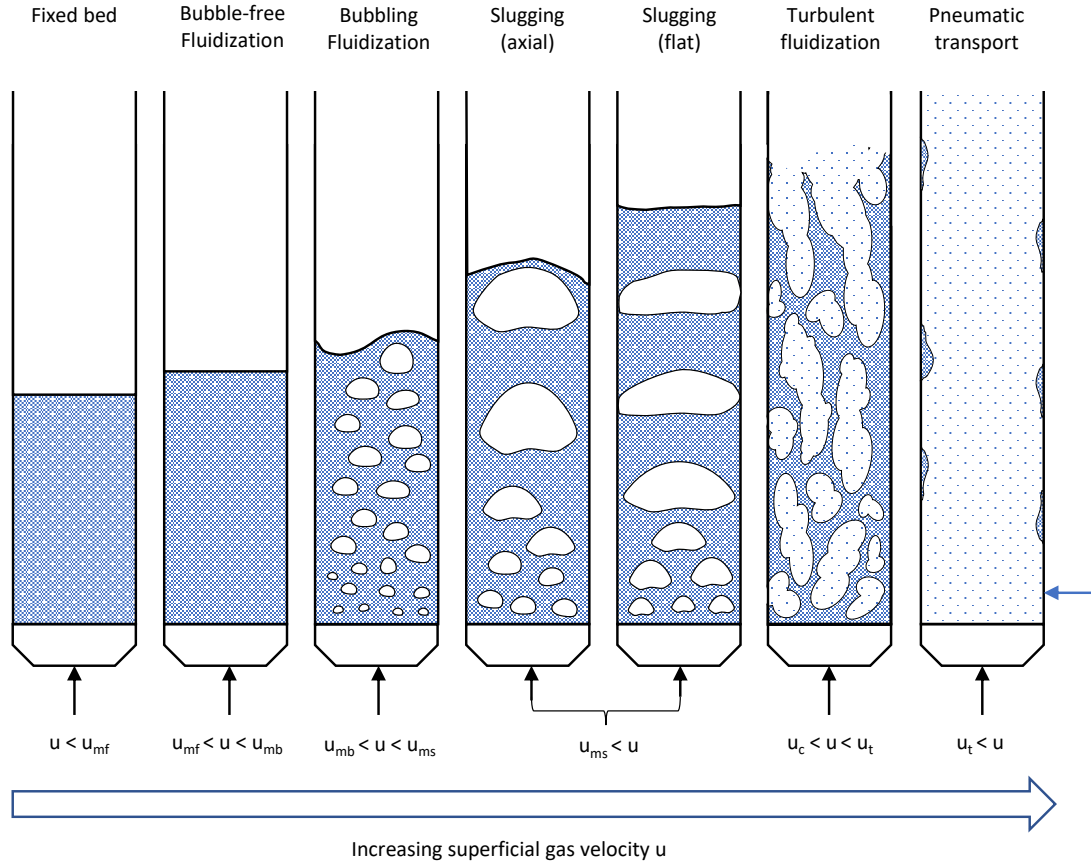 Fixed bed
Bubble-free
Fluidization
Bubbling
Fluidization
Slugging
(axial)
Slugging
(flat)
Turbulent
fluidization
Pneumatic
transport
u < uₘf
uₘf < u < uₘb
uₘb < u < uₘs
uₘs < u
u_c < u < uₜ
uₜ < u
Increasing superficial gas velocity u